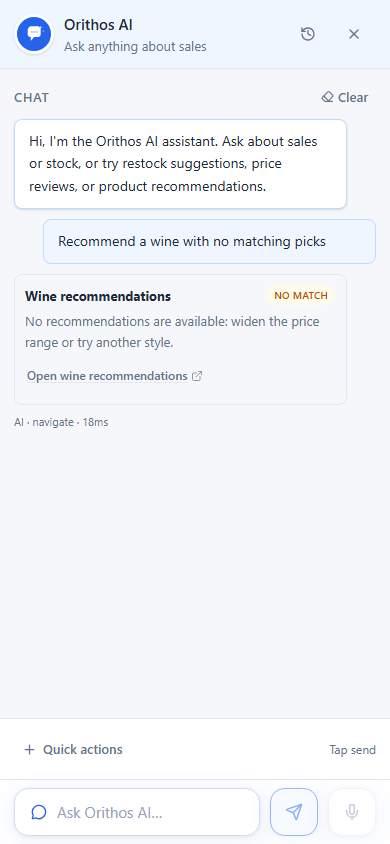 Orithos AI
Ask anything about sales
CHAT
Clear
Hi, I'm the Orithos AI assistant. Ask about sales
or stock, or try restock suggestions, price
reviews, or product recommendations.
Recommend a wine with no matching picks
Wine recommendations
NO MATCH
No recommendations are available: widen the price
range or try another style.
Open wine recommendations
AI · navigate · 18ms
Quick actions
Tap send
Ask Orithos AI...